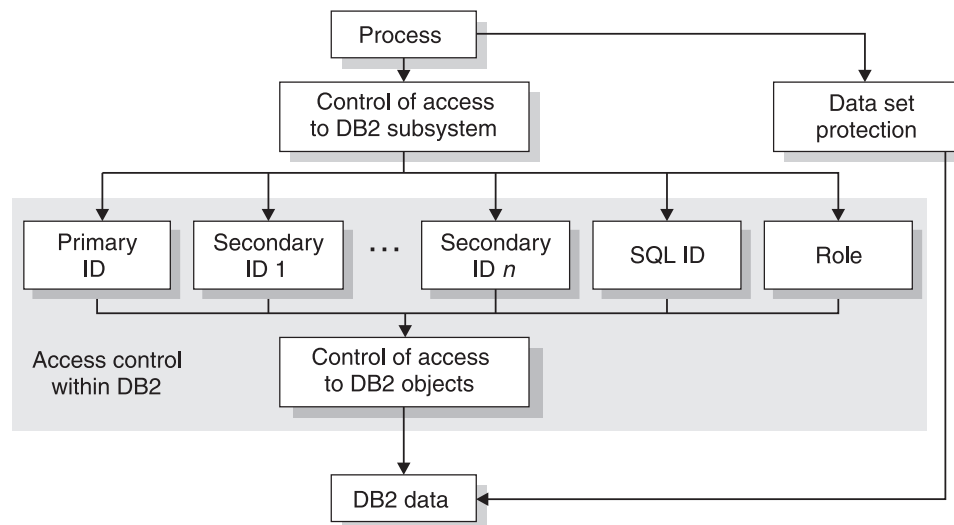 Process
Control of access
to DB2 subsystem
Data set
protection
Primary
ID
Secondary
ID 1
...
Secondary
ID n
SQL ID
Role
Access control
within DB2
Control of access
to DB2 objects
DB2 data